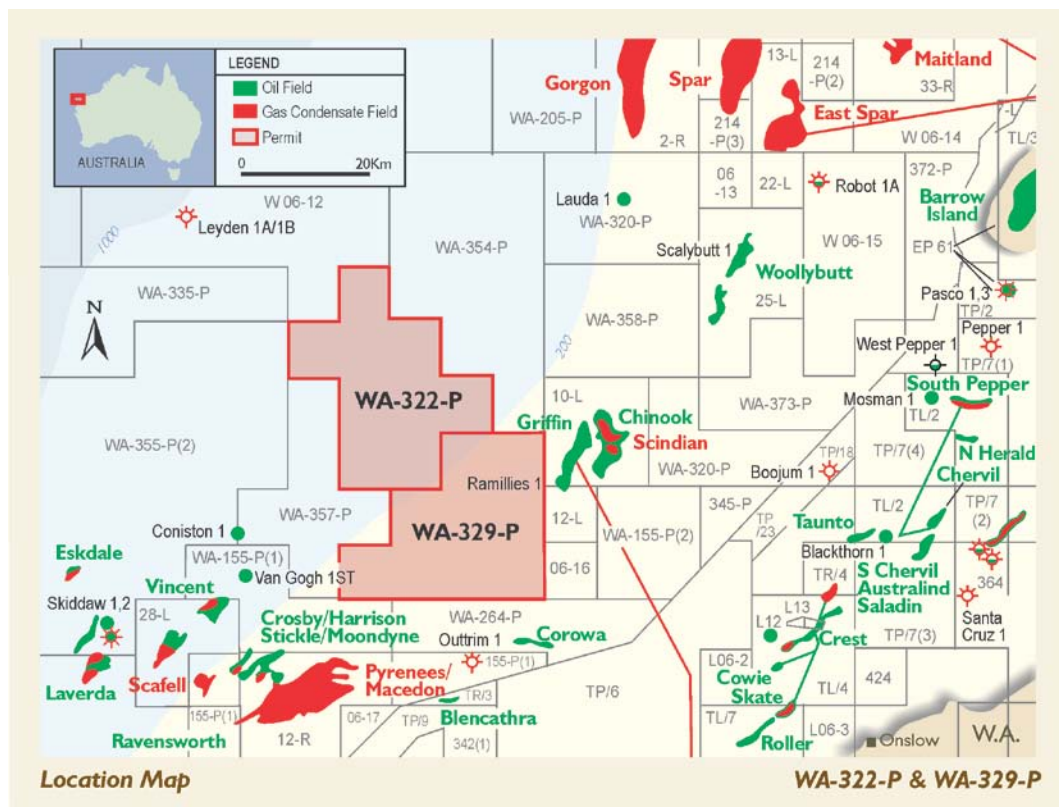 LEGEND
Oil Field
Gas Condensate Field
Permit
0 20Km
AUSTRALIA
Gorgon
Spar
East Spar
Maitland
13-L
214
-P(2)
33-R
WA-205-P
2-R
214
-P(3)
W 06-14
TL/3
W 06-12
Leyden 1A/1B
1000
Lauda 1
WA-320-P
06
-13
22-L
Robot 1A
372-P
Barrow
Island
WA-354-P
Scalybutt 1
Woollybutt
W 06-15
EP 61
WA-335-P
25-L
Pasco 1,3
TP/2
N
WA-358-P
200
West Pepper 1
Pepper 1
TP/7(1)
WA-322-P
10-L
WA-373-P
South Pepper
Mosman 1
TL/2
Griffin
Chinook
Scindian
WA-355-P(2)
TP/18
TP/7(4)
N Herald
Chervil
Ramillies 1
WA-320-P
Boojum 1
WA-357-P
WA-329-P
12-L
WA-155-P(2)
345-P
TP
/23
TL/2
TP/7
(2)
Coniston 1
Taunto
Blackthorn 1
WA-155-P(1)
Van Gogh 1ST
06-16
S Chervil
Australind
Saladin
TR/4
364
Eskdale
Vincent
Santa
Cruz 1
Skiddaw 1,2
28-L
Crosby/Harrison
Stickle/Moondyne
WA-264-P
Outtrim 1
Corowa
L13
L12
Crest
TP/7(3)
Laverda
Scafell
Pyrenees/
Macedon
155-P(1)
L06-2
Cowie
Skate
424
TL/4
155-P(1)
TR/3
TP/6
Ravensworth
12-R
06-17
TP/9
Blencathra
342(1)
TL/7
Roller
L06-3
Onslow
W.A.
Location Map
WA-322-P & WA-329-P